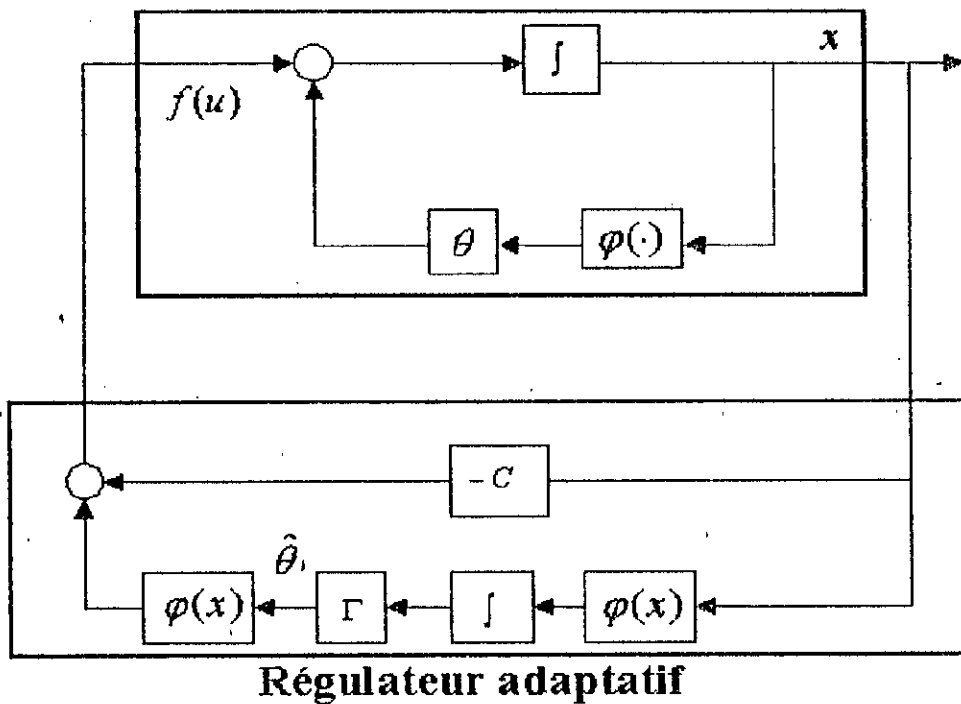 ∫
x
f(u)
θ
φ(·)
- C
θ̂
φ(x)
Γ
∫
φ(x)
Régulateur adaptatif